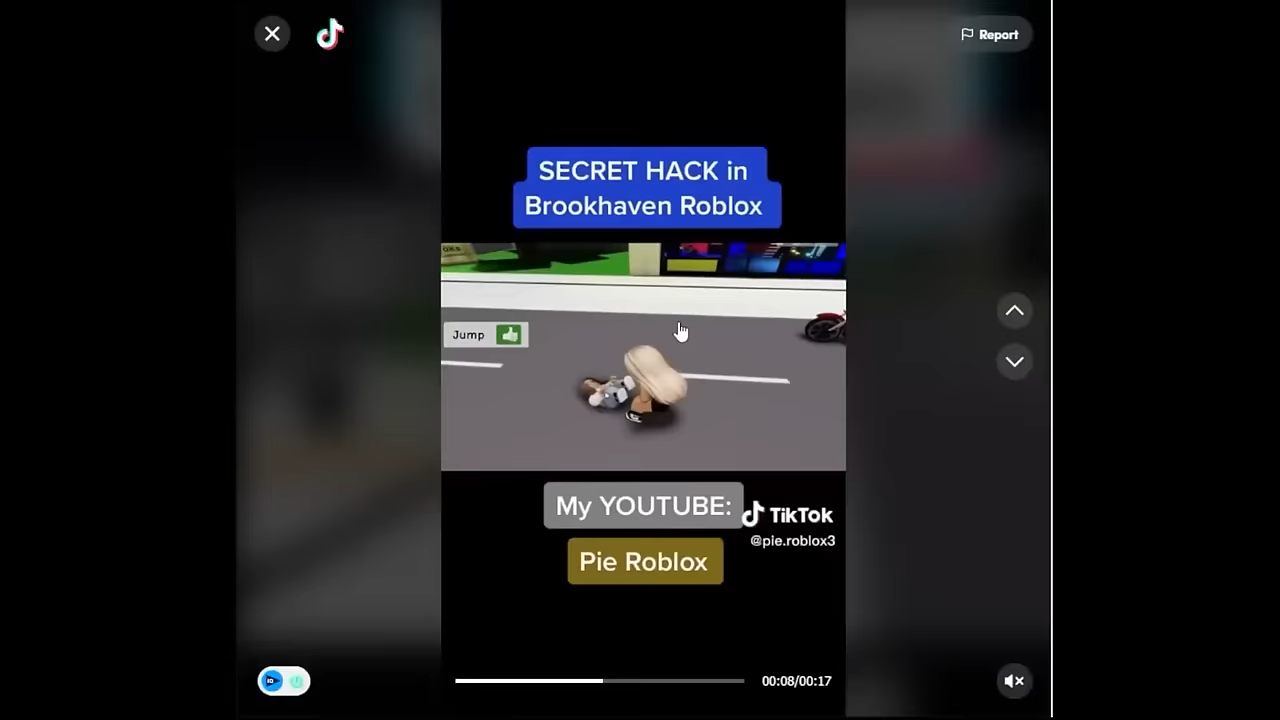 Report
SECRET HACK in
Brookhaven Roblox
Jump
My YOUTUBE:
TikTok
@pie.roblox3
Pie Roblox
00:08/00:17